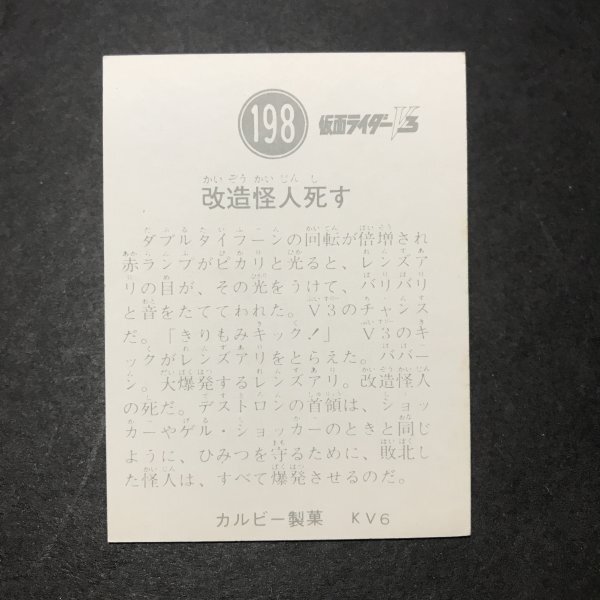 198 仮面ライダーV3
かいぞうかいじんし
改造怪人死す
ダブルタイフーンの回転が倍増され
赤ランプがピカリと光ると、レンズア
リの目が、その光をうけて、バリバリ
と音をたててわれた。V3のチャンス
だ。「きりもみキック！」　V3のキ
ックがレンズアリをとらえた。ババー
ン。大爆発するレンズアリ。改造怪人
の死だ。デストロンの首領は、ショッ
カーやゲル・ショッカーのときと同じ
ように、ひみつを守るために、敗北し
た怪人は、すべて爆発させるのだ。
カルビー製菓　KV6